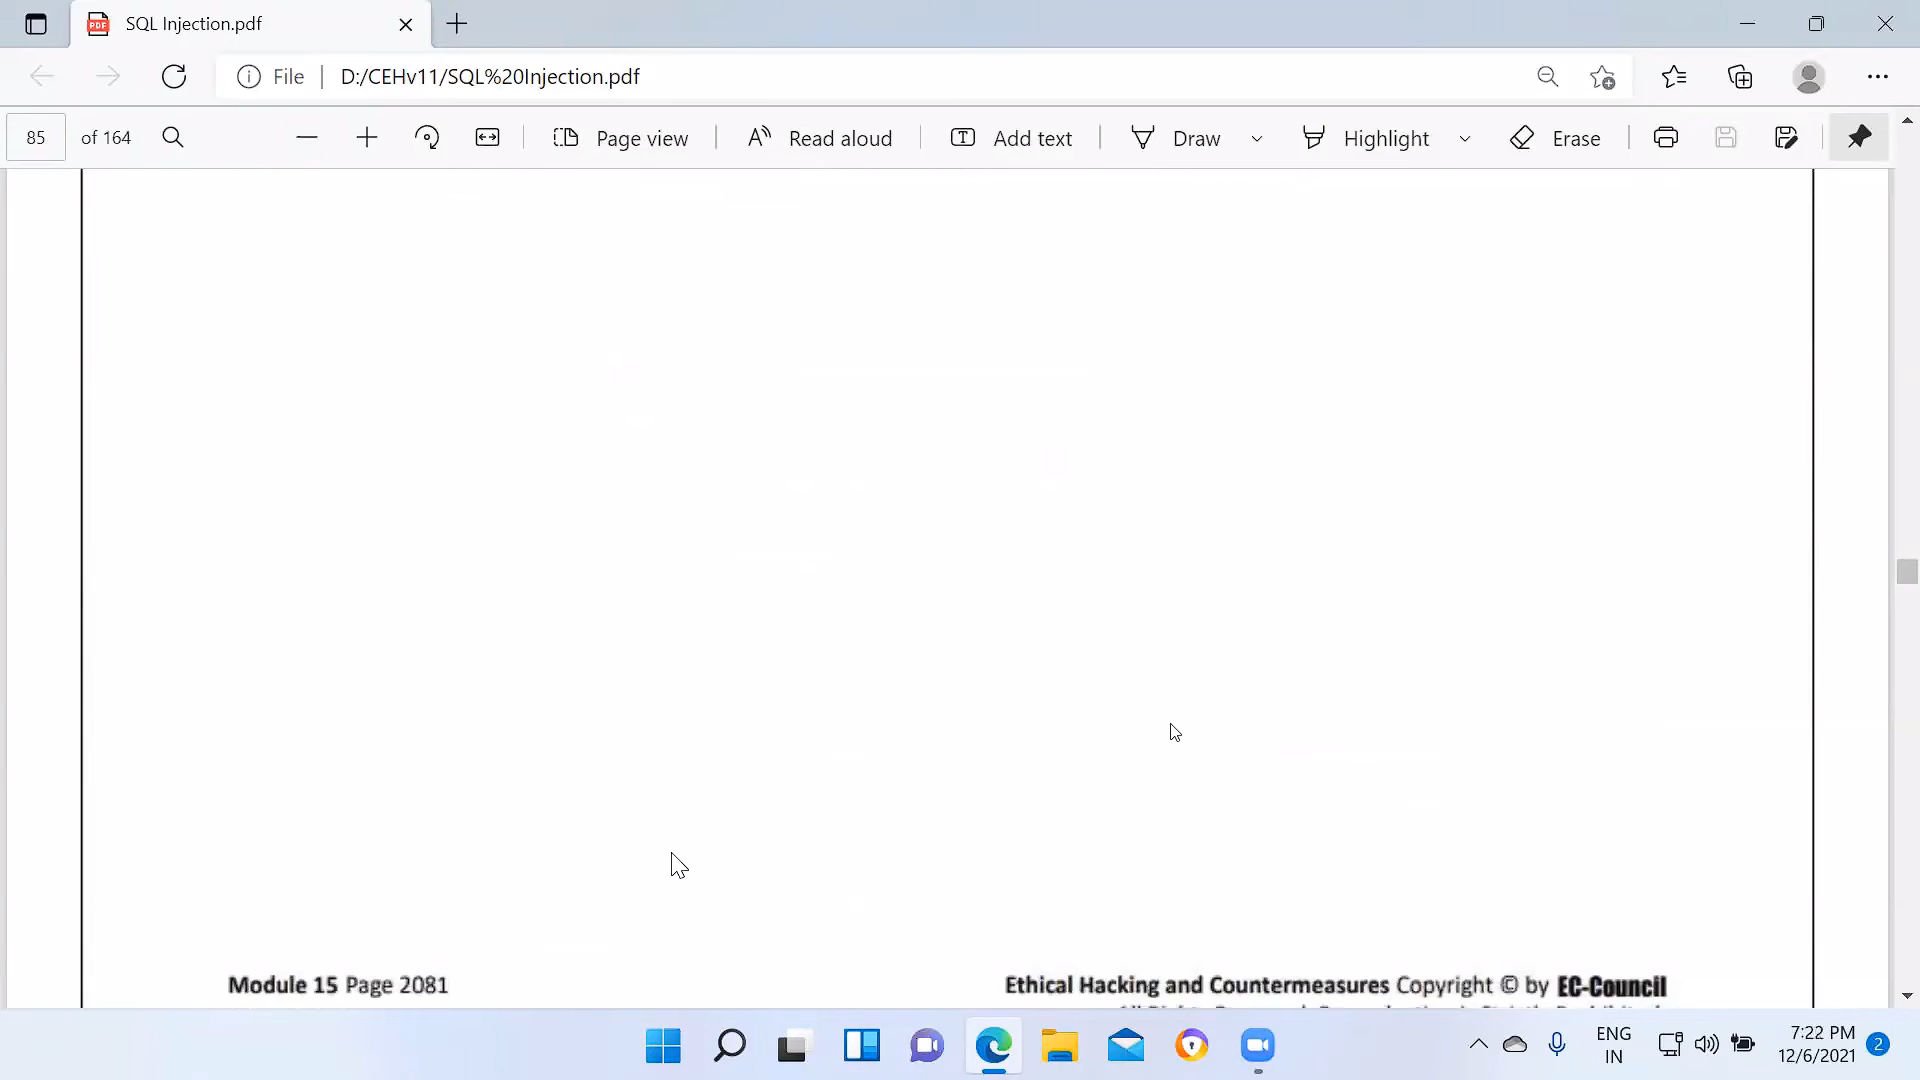 SQL Injection.pdf
File
D:/CEHv11/SQL%20Injection.pdf
85 of 164
Page view
Read aloud
Add text
Draw
Highlight
Erase
Module 15 Page 2081
Ethical Hacking and Countermeasures Copyright © by EC-Council
ENG
IN
7:22 PM
12/6/2021
2